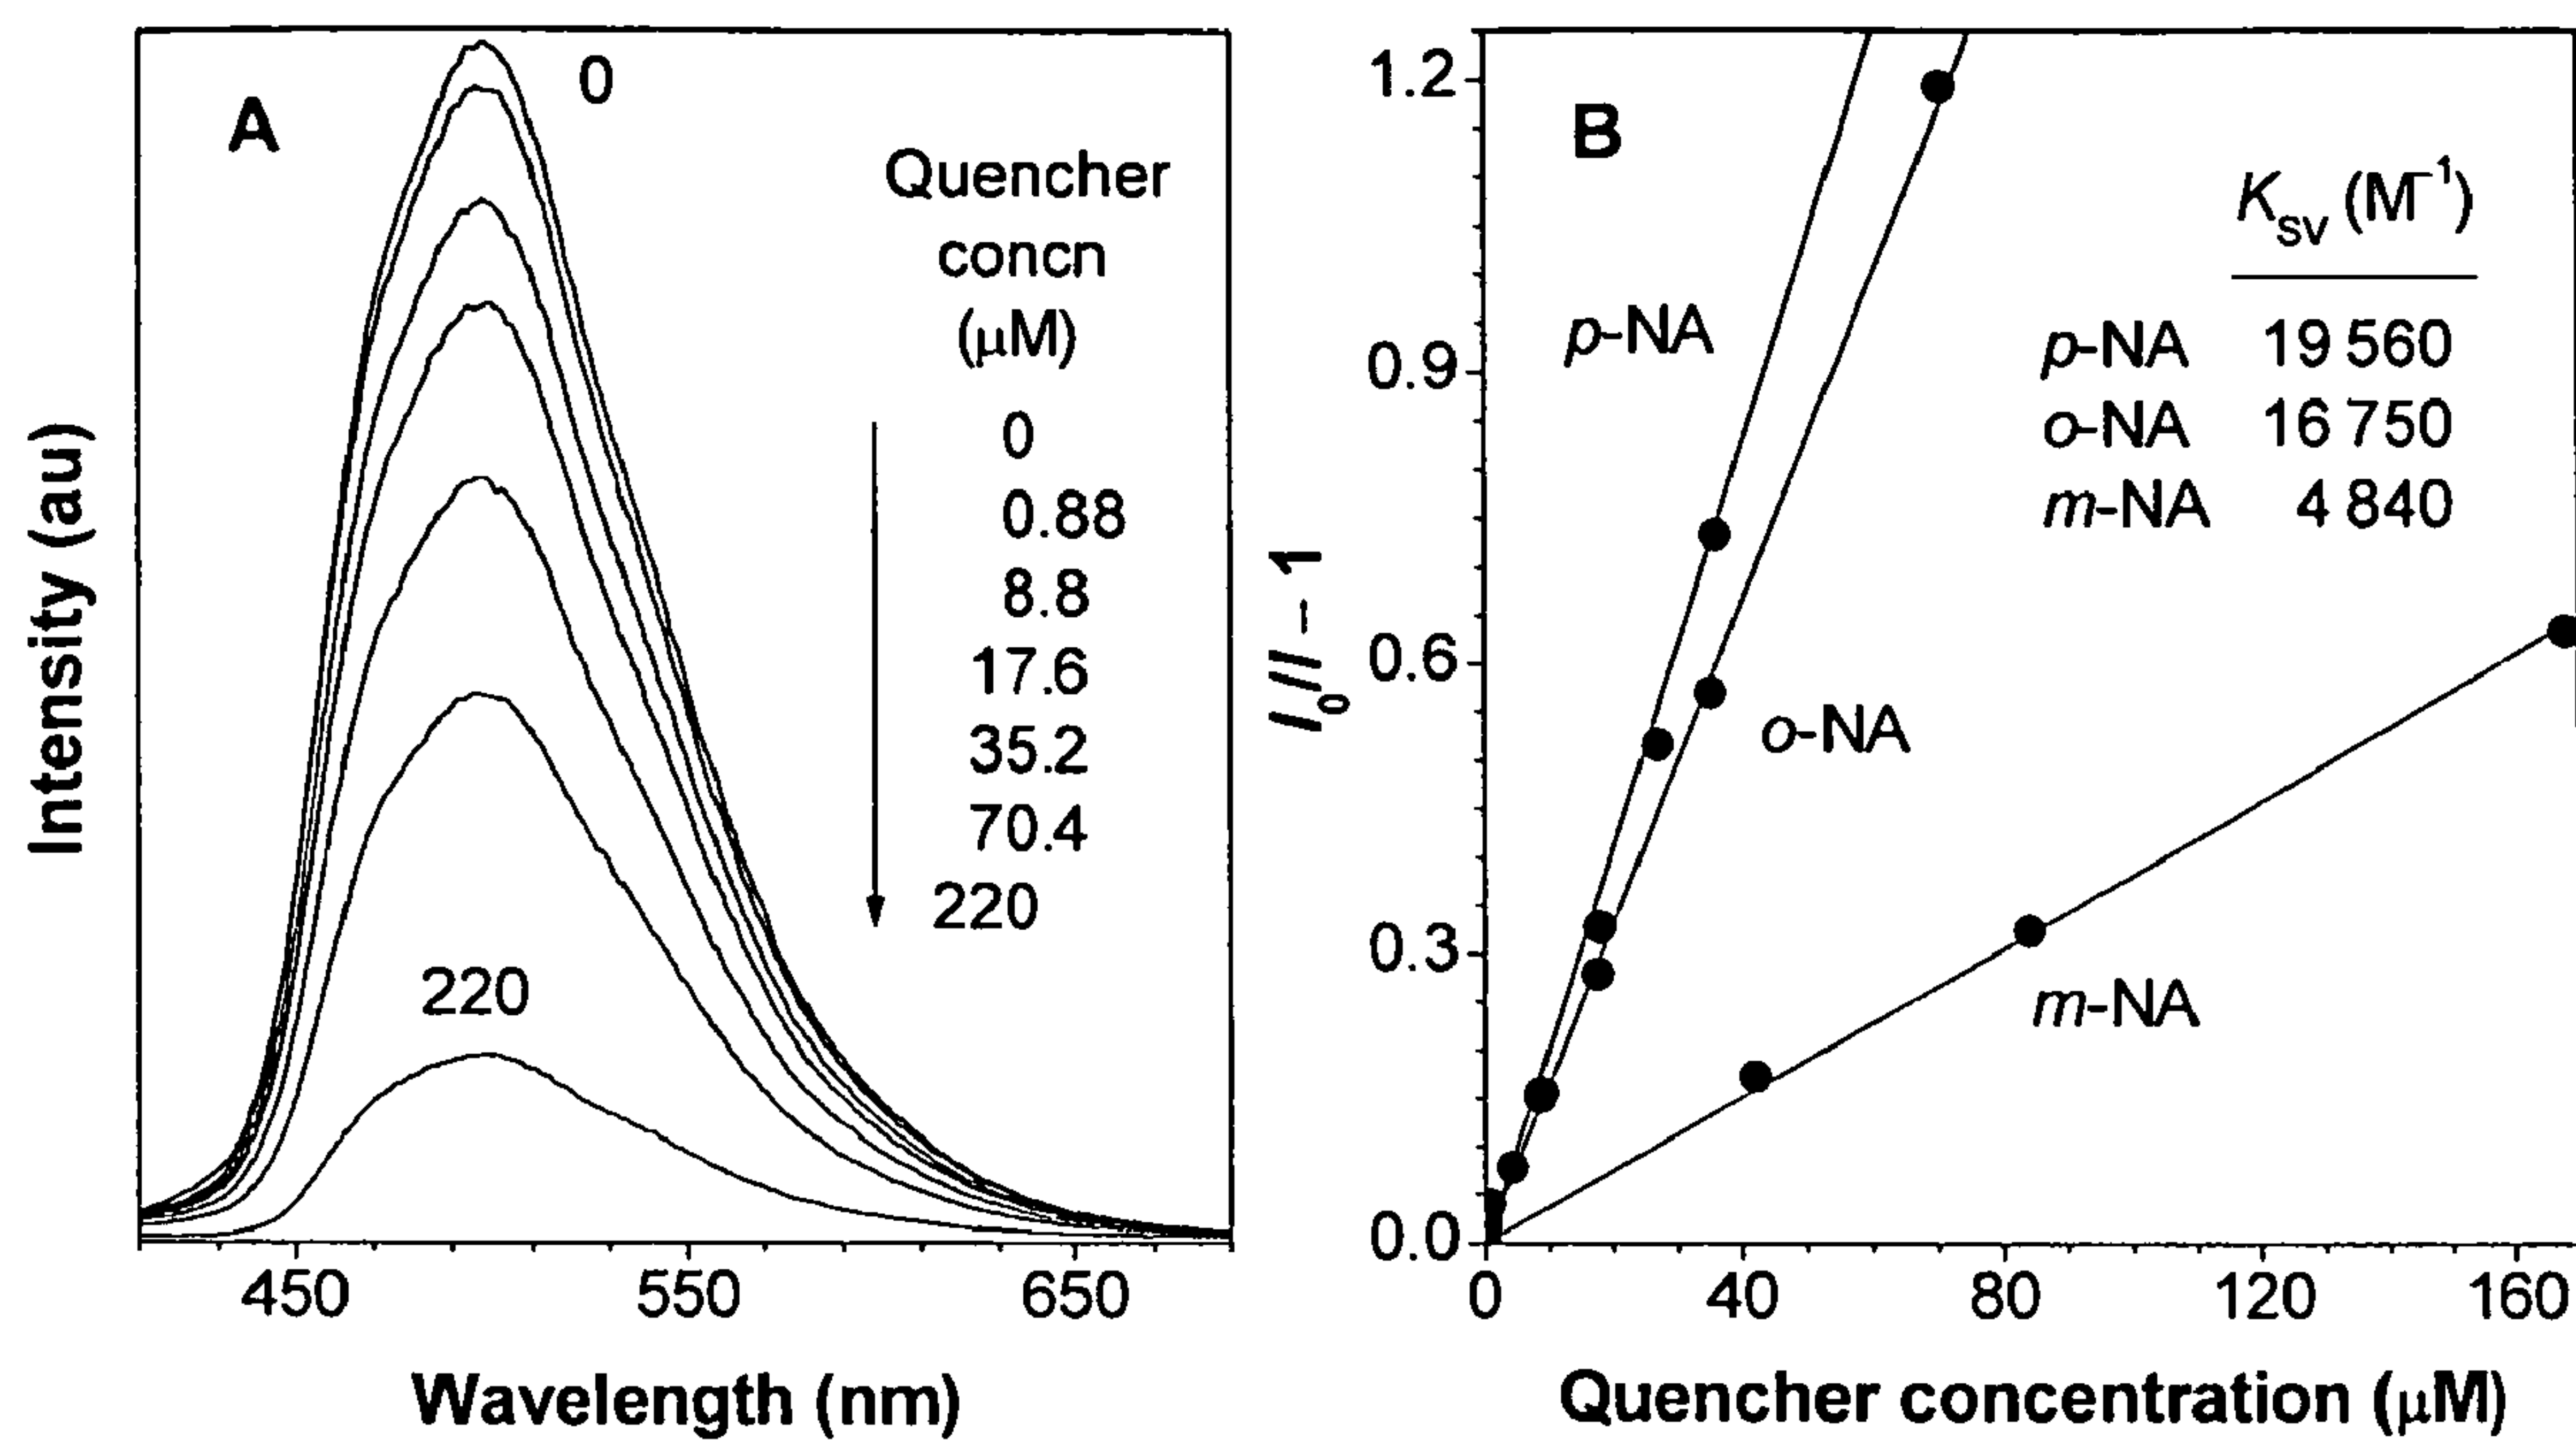 A
0
Quencher
concn
(μM)
0
0.88
8.8
17.6
35.2
70.4
220
220
Intensity (au)
450 550 650
Wavelength (nm)
B
1.2
0.9
0.6
0.3
0.0
I₀/I – 1
p-NA
o-NA
m-NA
K_SV (M⁻¹)
p-NA 19 560
o-NA 16 750
m-NA 4 840
0 40 80 120 160
Quencher concentration (μM)